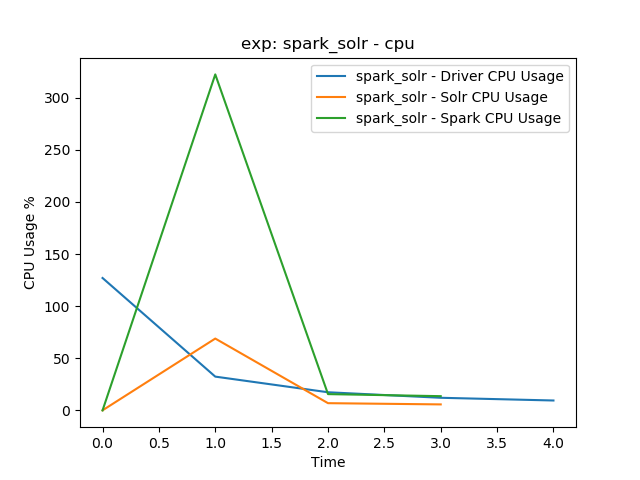 exp: spark_solr - cpu
spark_solr - Driver CPU Usage
spark_solr - Solr CPU Usage
spark_solr - Spark CPU Usage
CPU Usage %
300
250
200
150
100
50
0
0.0 0.5 1.0 1.5 2.0 2.5 3.0 3.5 4.0
Time